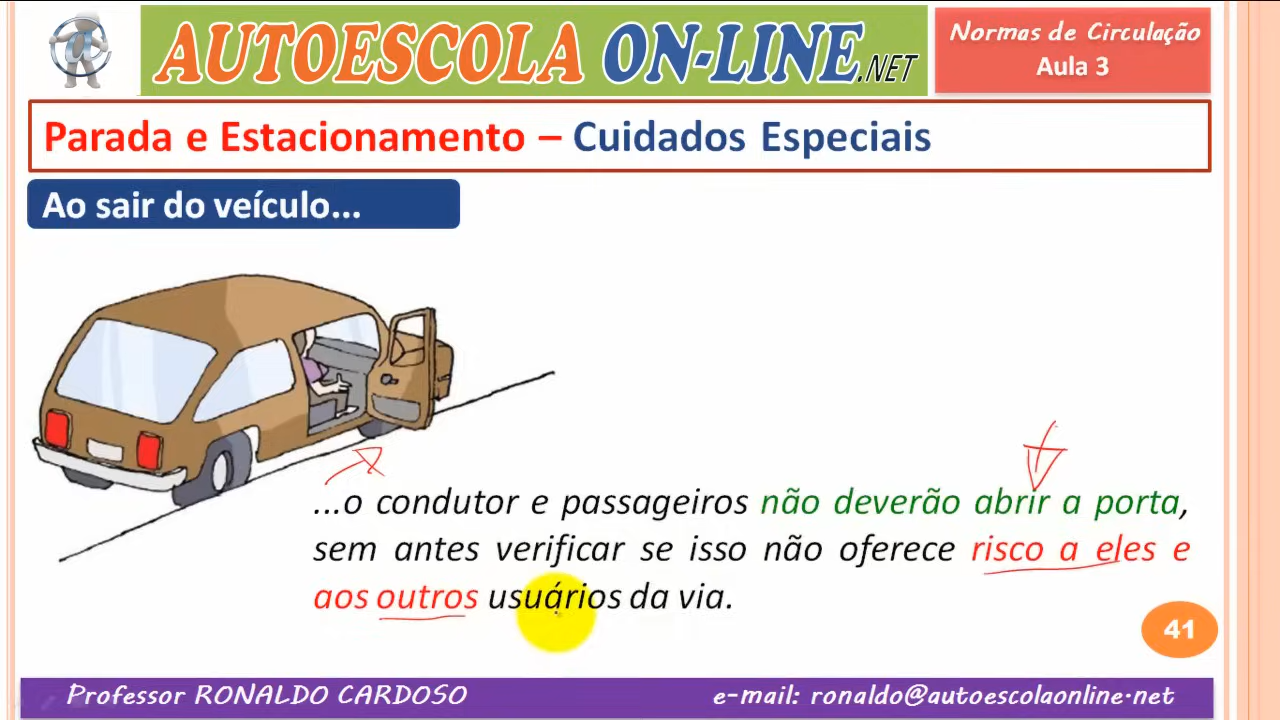 AUTOESCOLA ON-LINE.NET
Normas de Circulação
Aula 3
Parada e Estacionamento – Cuidados Especiais
Ao sair do veículo...
...o condutor e passageiros não deverão abrir a porta,
sem antes verificar se isso não oferece risco a eles e
aos outros usuários da via.
41
Professor RONALDO CARDOSO
e-mail: ronaldo@autoescolaonline.net